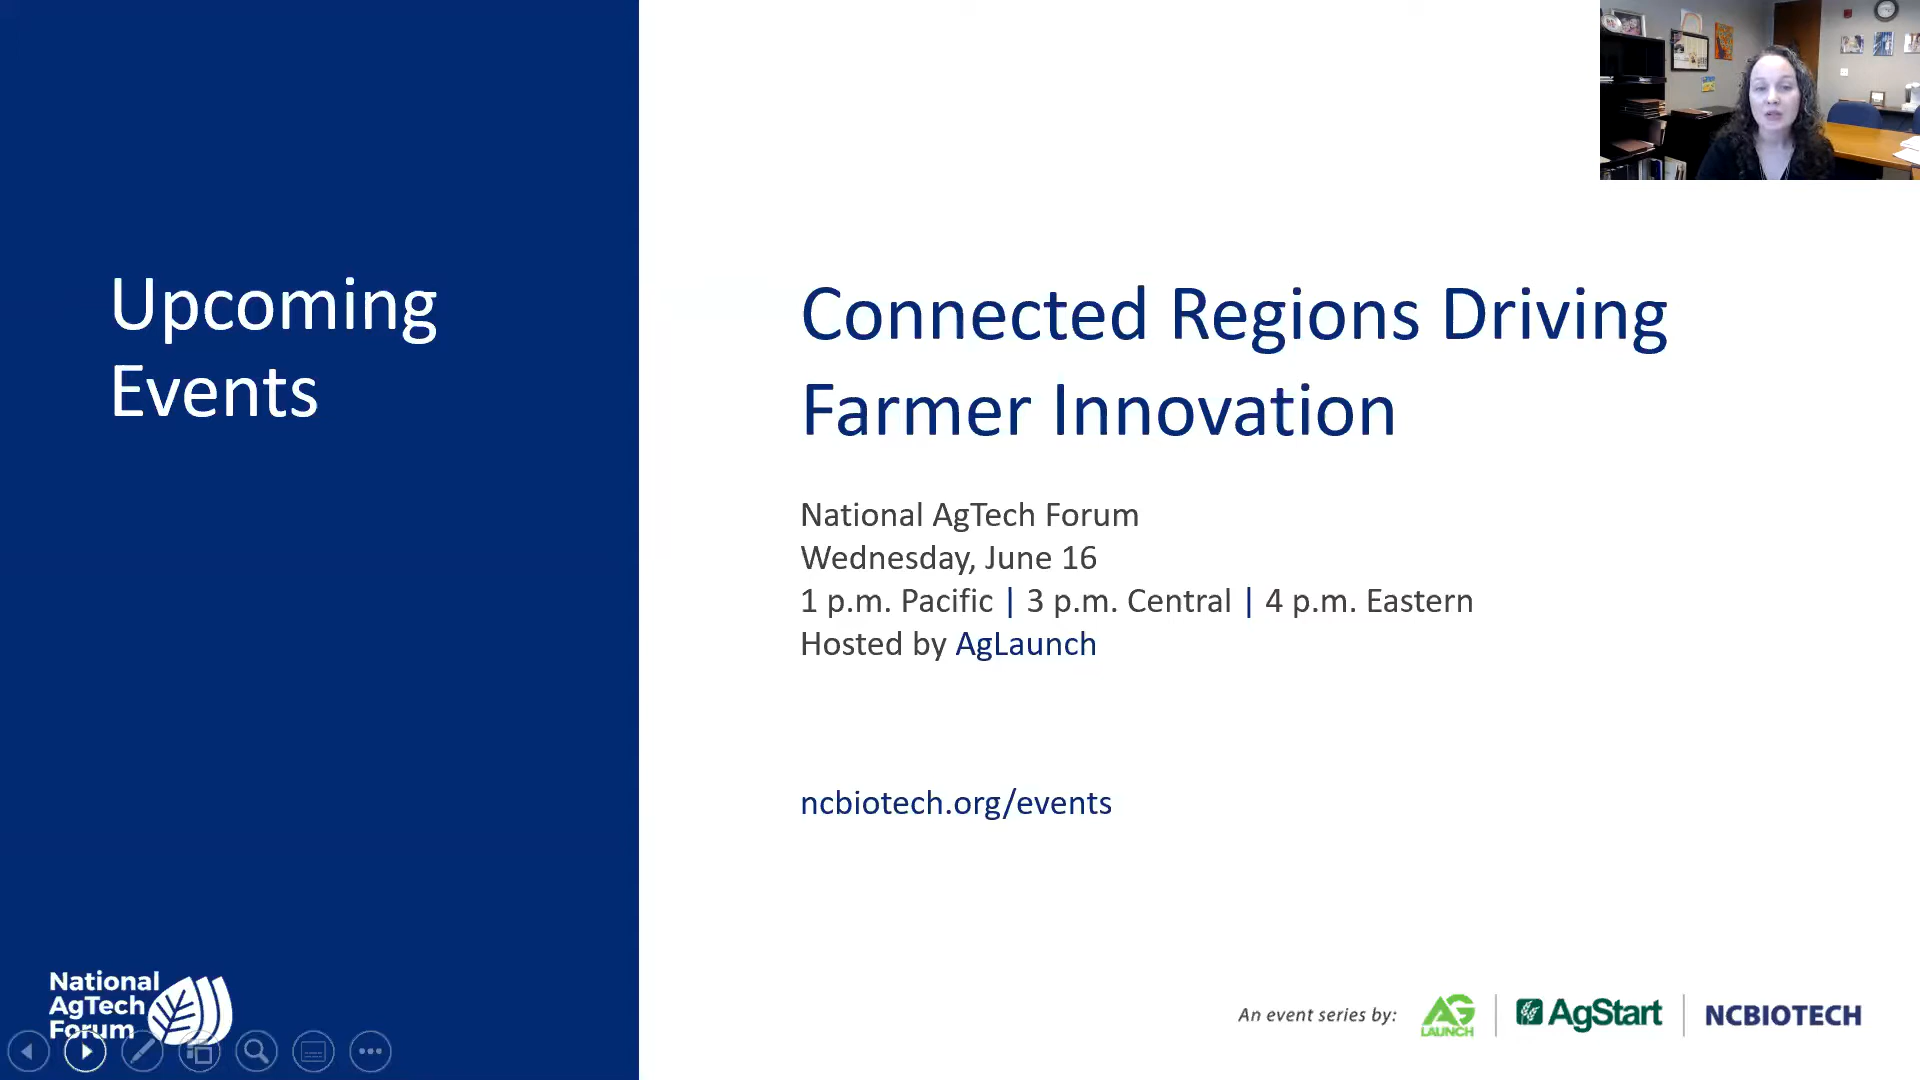 Upcoming
Events
Connected Regions Driving
Farmer Innovation
National AgTech Forum
Wednesday, June 16
1 p.m. Pacific | 3 p.m. Central | 4 p.m. Eastern
Hosted by AgLaunch
ncbiotech.org/events
National
AgTech
Forum
An event series by:
AG
LAUNCH
AgStart
NCBIOTECH